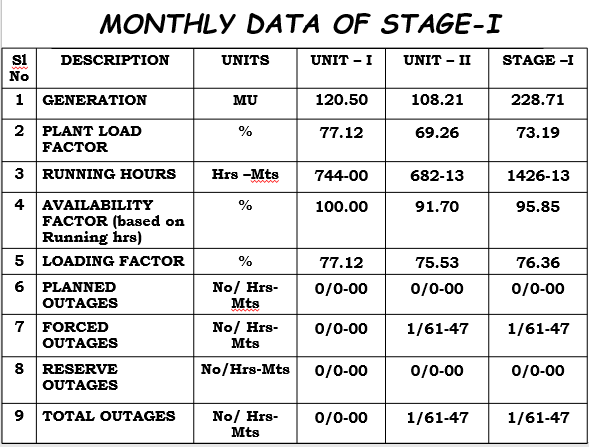 MONTHLY DATA OF STAGE-I
Sl No DESCRIPTION UNITS UNIT – I UNIT – II STAGE –I
1 GENERATION MU 120.50 108.21 228.71
2 PLANT LOAD FACTOR % 77.12 69.26 73.19
3 RUNNING HOURS Hrs –Mts 744-00 682-13 1426-13
4 AVAILABILITY FACTOR (based on Running hrs) % 100.00 91.70 95.85
5 LOADING FACTOR % 77.12 75.53 76.36
6 PLANNED OUTAGES No/ Hrs-Mts 0/0-00 0/0-00 0/0-00
7 FORCED OUTAGES No/ Hrs-Mts 0/0-00 1/61-47 1/61-47
8 RESERVE OUTAGES No/Hrs-Mts 0/0-00 0/0-00 0/0-00
9 TOTAL OUTAGES No/ Hrs-Mts 0/0-00 1/61-47 1/61-47